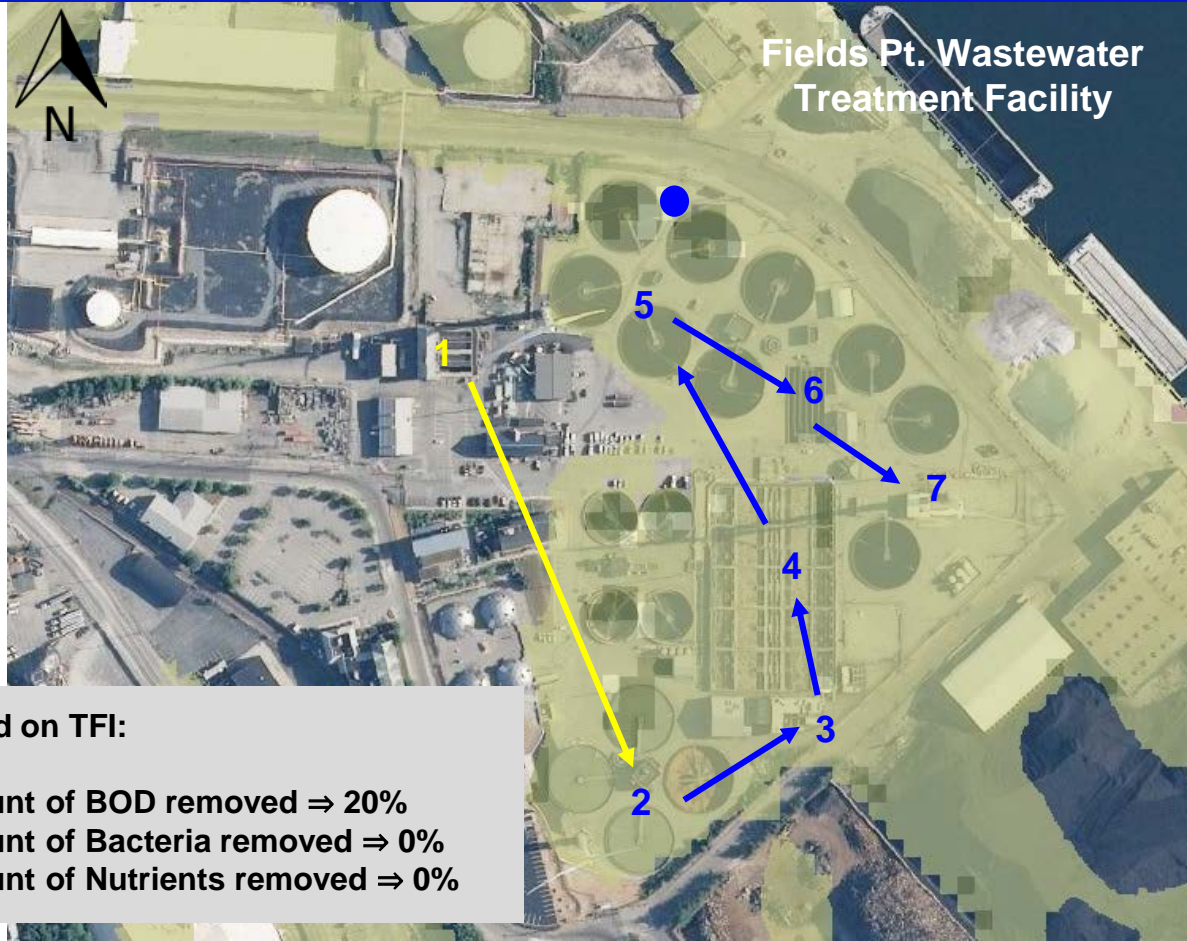 Fields Pt. Wastewater
Treatment Facility
N
5
1
6
7
4
3
2
d on TFI:
unt of BOD removed ⇒ 20%
unt of Bacteria removed ⇒ 0%
unt of Nutrients removed ⇒ 0%